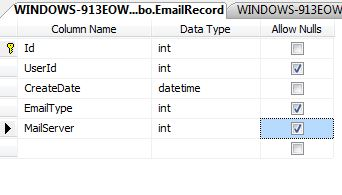 WINDOWS-913EOW...bo.EmailRecord WINDOWS-913EOW
Column Name Data Type Allow Nulls
Id int
UserId int
CreateDate datetime
EmailType int
MailServer int